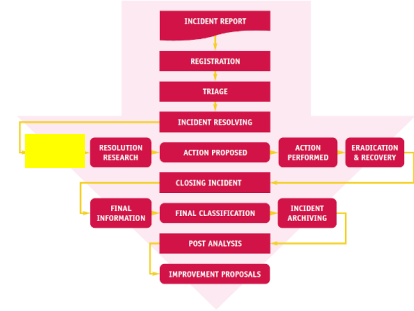 INCIDENT REPORT
REGISTRATION
TRIAGE
INCIDENT RESOLVING
RESOLUTION
RESEARCH
ACTION PROPOSED
ACTION
PERFORMED
ERADICATION
& RECOVERY
CLOSING INCIDENT
FINAL
INFORMATION
FINAL CLASSIFICATION
INCIDENT
ARCHIVING
POST ANALYSIS
IMPROVEMENT PROPOSALS